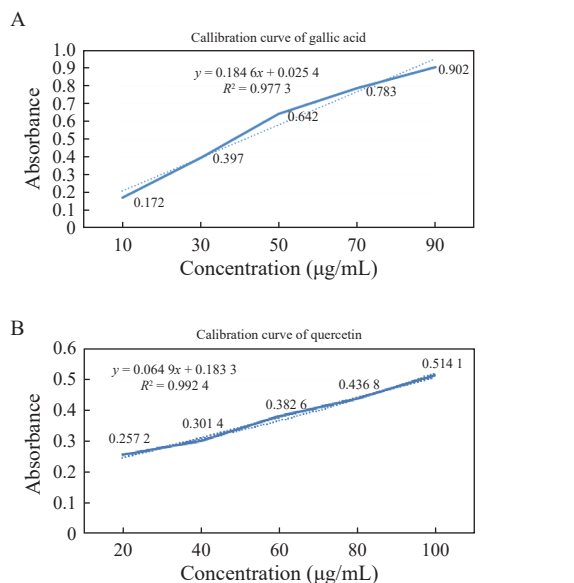 A
Callibration curve of gallic acid
1.0
0.9
0.8
0.7
0.6
0.5
0.4
0.3
0.2
0.1
0
Absorbance
y = 0.184 6x + 0.025 4
R² = 0.977 3
0.172
0.397
0.642
0.783
0.902
10 30 50 70 90
Concentration (μg/mL)
B
Calibration curve of quercetin
0.6
0.5
0.4
0.3
0.2
0.1
0
Absorbance
y = 0.064 9x + 0.183 3
R² = 0.992 4
0.257 2
0.301 4
0.382 6
0.436 8
0.514 1
20 40 60 80 100
Concentration (μg/mL)